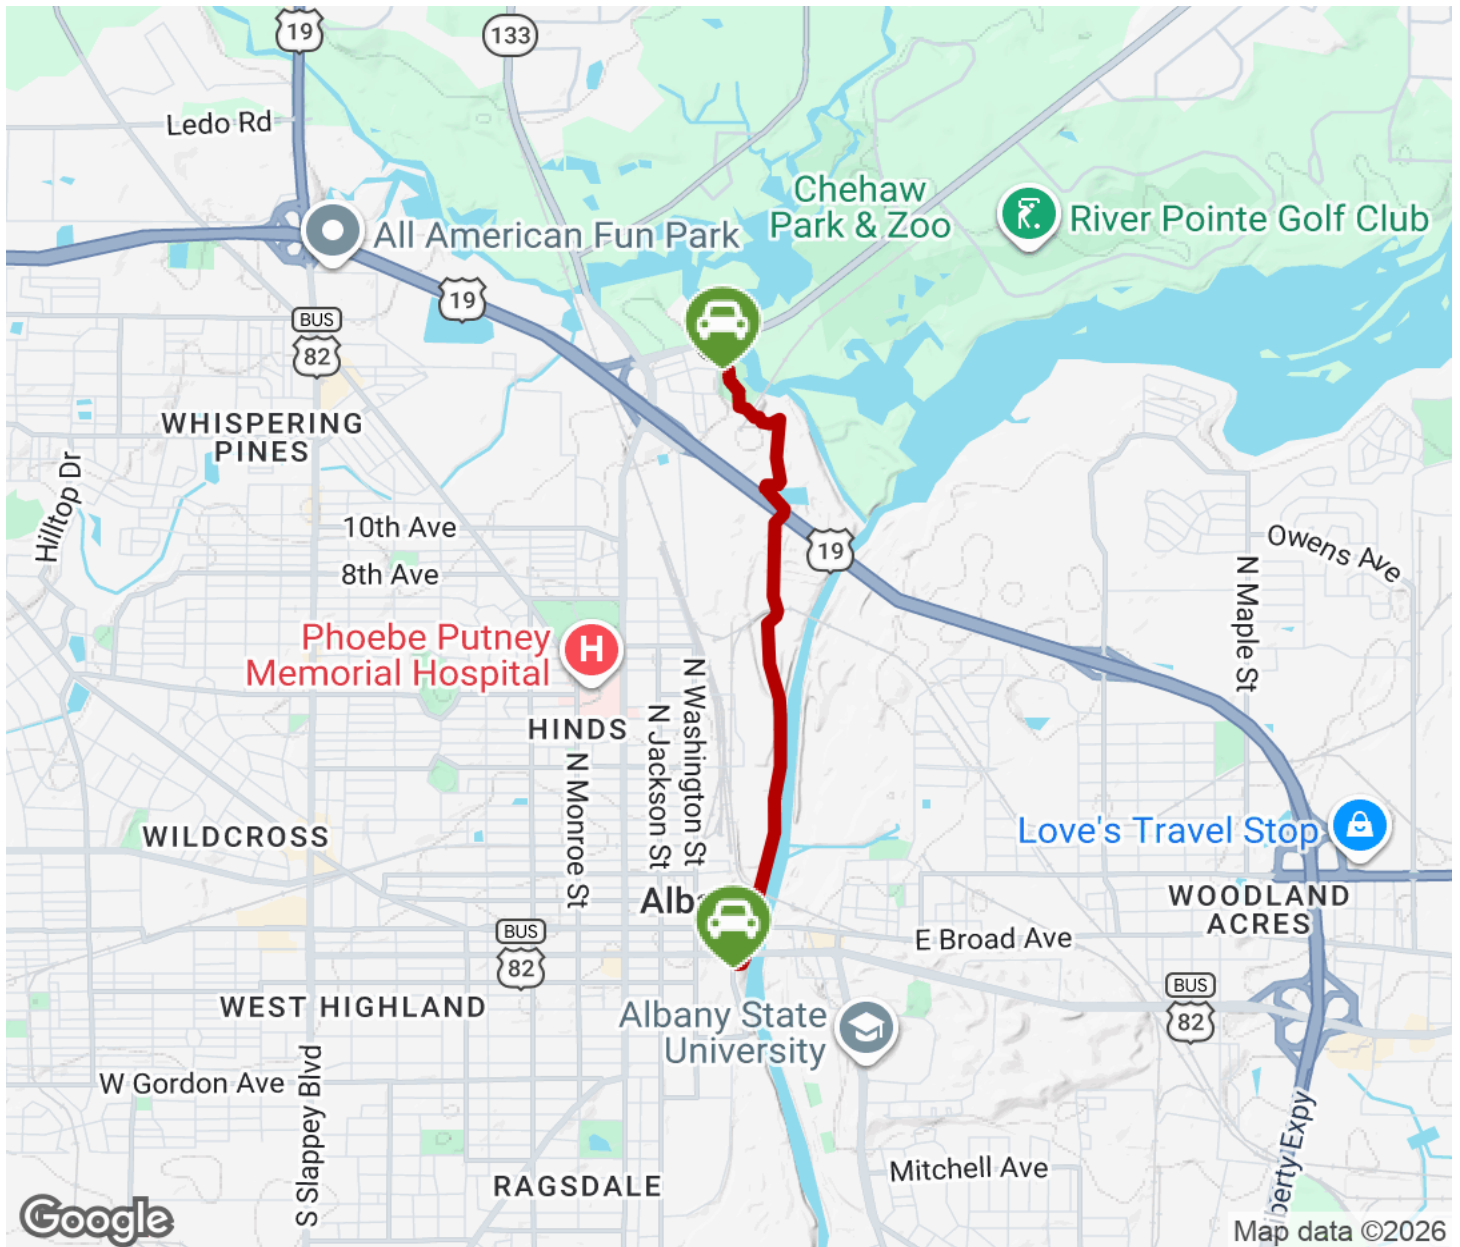 19
133
Ledo Rd
Chehaw
Park & Zoo
River Pointe Golf Club
All American Fun Park
19
BUS
82
WHISPERING
PINES
Hilltop Dr
10th Ave
8th Ave
19
Owens Ave
N Maple St
Phoebe Putney
Memorial Hospital
H
HINDS
N Washington St
N Jackson St
N Monroe St
WILDCROSS
Love's Travel Stop
WOODLAND
ACRES
Alb
E Broad Ave
BUS
82
BUS
82
WEST HIGHLAND
Albany State
University
W Gordon Ave
S Slappey Blvd
Mitchell Ave
RAGSDALE
iberty Expy
Google
Map data ©2026